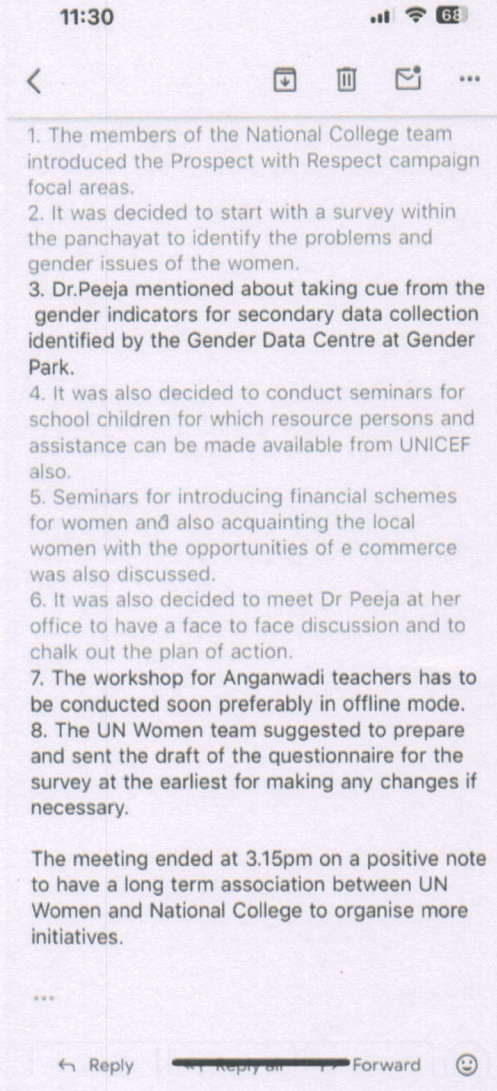 11:30
68
1. The members of the National College team
introduced the Prospect with Respect campaign
focal areas.
2. It was decided to start with a survey within
the panchayat to identify the problems and
gender issues of the women.
3. Dr.Peeja mentioned about taking cue from the
gender indicators for secondary data collection
identified by the Gender Data Centre at Gender
Park.
4. It was also decided to conduct seminars for
school children for which resource persons and
assistance can be made available from UNICEF
also.
5. Seminars for introducing financial schemes
for women and also acquainting the local
women with the opportunities of e commerce
was also discussed.
6. It was also decided to meet Dr Peeja at her
office to have a face to face discussion and to
chalk out the plan of action.
7. The workshop for Anganwadi teachers has to
be conducted soon preferably in offline mode.
8. The UN Women team suggested to prepare
and sent the draft of the questionnaire for the
survey at the earliest for making any changes if
necessary.
The meeting ended at 3.15pm on a positive note
to have a long term association between UN
Women and National College to organise more
initiatives.
...
Reply Reply all Forward